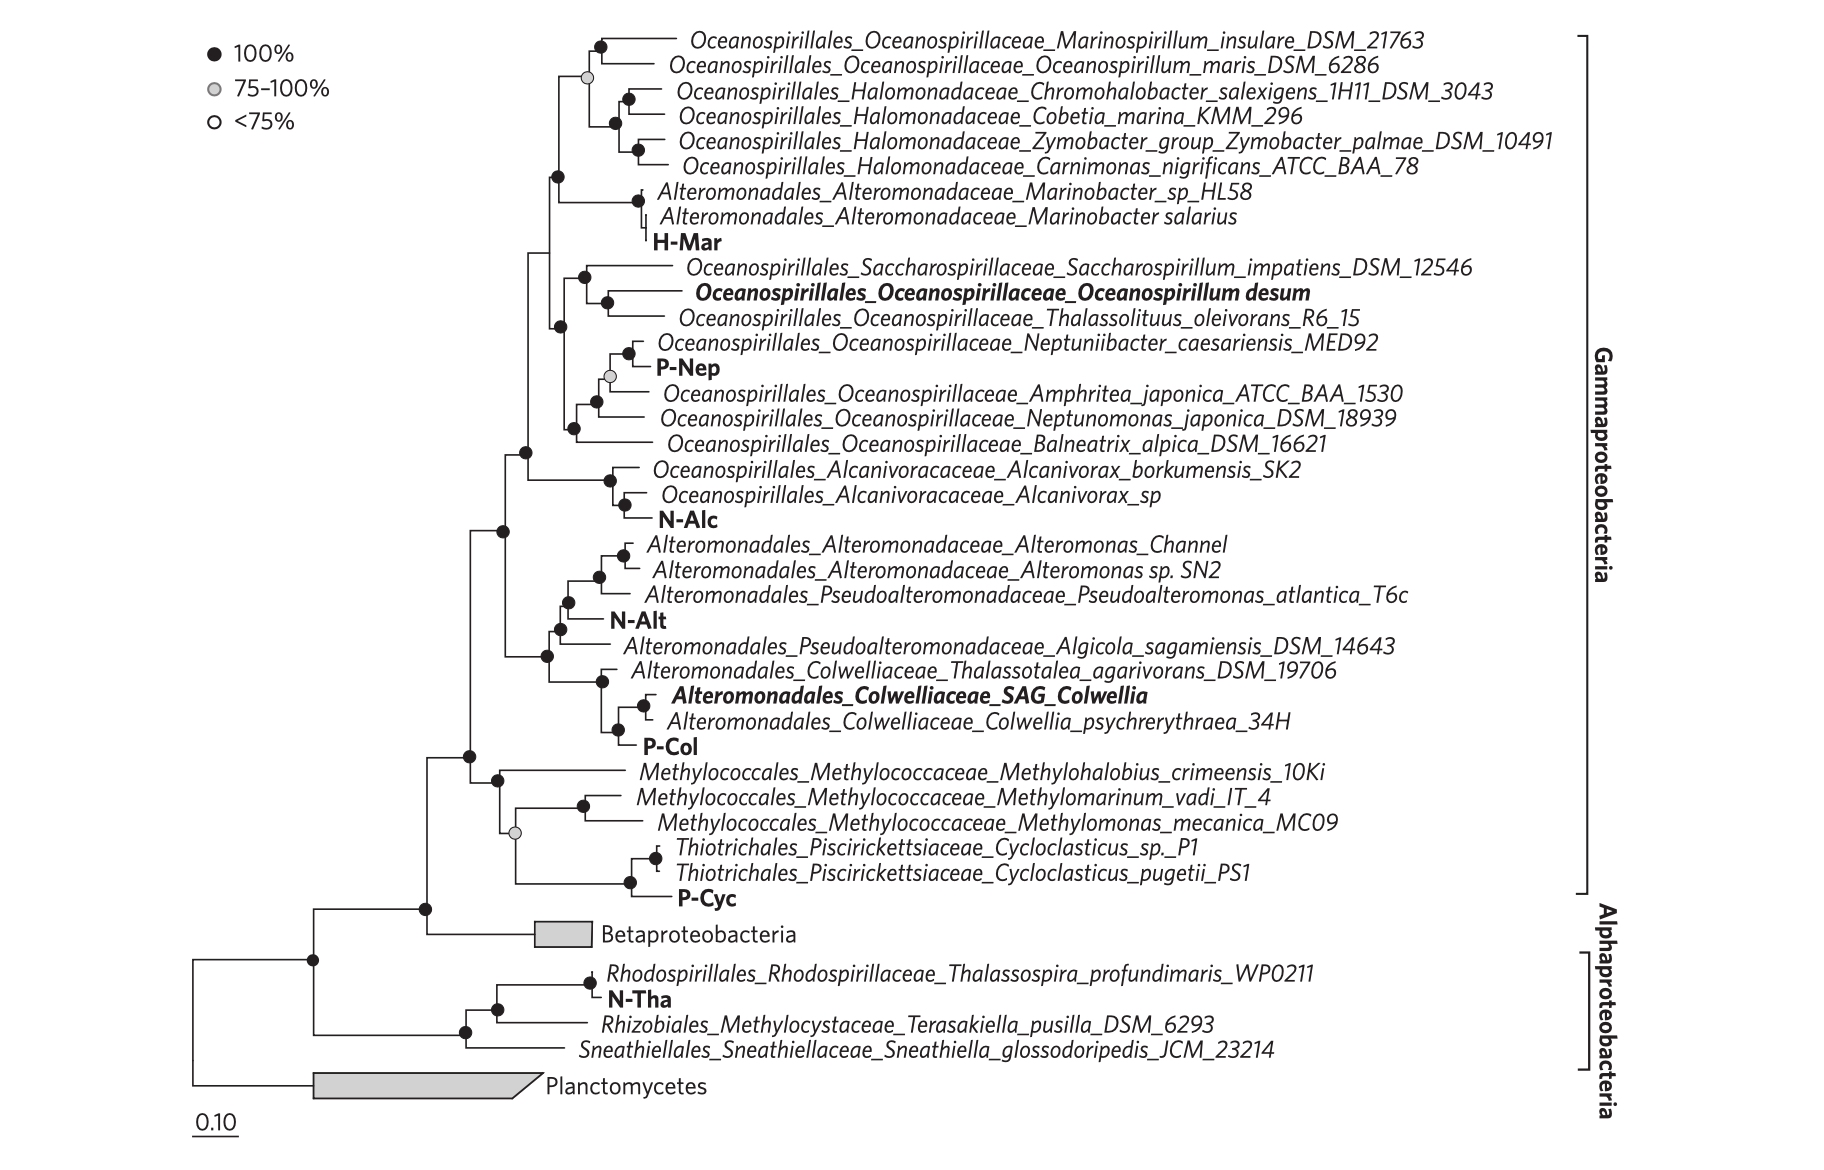 100%
75–100%
<75%
Oceanospirillales_Oceanospirillaceae_Marinospirillum_insulare_DSM_21763
Oceanospirillales_Oceanospirillaceae_Oceanospirillum_maris_DSM_6286
Oceanospirillales_Halomonadaceae_Chromohalobacter_salexigens_1H11_DSM_3043
Oceanospirillales_Halomonadaceae_Cobetia_marina_KMM_296
Oceanospirillales_Halomonadaceae_Zymobacter_group_Zymobacter_palmae_DSM_10491
Oceanospirillales_Halomonadaceae_Carnimonas_nigrificans_ATCC_BAA_78
Alteromonadales_Alteromonadaceae_Marinobacter_sp_HL58
Alteromonadales_Alteromonadaceae_Marinobacter salarius
H-Mar
Oceanospirillales_Saccharospirillaceae_Saccharospirillum_impatiens_DSM_12546
Oceanospirillales_Oceanospirillaceae_Oceanospirillum desum
Oceanospirillales_Oceanospirillaceae_Thalassolituus_oleivorans_R6_15
Oceanospirillales_Oceanospirillaceae_Neptuniibacter_caesariensis_MED92
P-Nep
Oceanospirillales_Oceanospirillaceae_Amphritea_japonica_ATCC_BAA_1530
Oceanospirillales_Oceanospirillaceae_Neptunomonas_japonica_DSM_18939
Oceanospirillales_Oceanospirillaceae_Balneatrix_alpica_DSM_16621
Oceanospirillales_Alcanivoracaceae_Alcanivorax_borkumensis_SK2
Oceanospirillales_Alcanivoracaceae_Alcanivorax_sp
N-Alc
Alteromonadales_Alteromonadaceae_Alteromonas_Channel
Alteromonadales_Alteromonadaceae_Alteromonas sp. SN2
Alteromonadales_Pseudoalteromonadaceae_Pseudoalteromonas_atlantica_T6c
N-Alt
Alteromonadales_Pseudoalteromonadaceae_Algicola_sagamiensis_DSM_14643
Alteromonadales_Colwelliaceae_Thalassotalea_agarivorans_DSM_19706
Alteromonadales_Colwelliaceae_SAG_Colwellia
Alteromonadales_Colwelliaceae_Colwellia_psychrerythraea_34H
P-Col
Methylococcales_Methylococcaceae_Methylohalobius_crimeensis_10Ki
Methylococcales_Methylococcaceae_Methylomarinum_vadi_IT_4
Methylococcales_Methylococcaceae_Methylomonas_mecanica_MC09
Thiotrichales_Piscirickettsiaceae_Cycloclasticus_sp._P1
Thiotrichales_Piscirickettsiaceae_Cycloclasticus_pugetii_PS1
P-Cyc
Gammaproteobacteria
Betaproteobacteria
Rhodospirillales_Rhodospirillaceae_Thalassospira_profundimaris_WP0211
N-Tha
Rhizobiales_Methylocystaceae_Terasakiella_pusilla_DSM_6293
Sneathiellales_Sneathiellaceae_Sneathiella_glossodoripedis_JCM_23214
Alphaproteobacteria
Planctomycetes
0.10